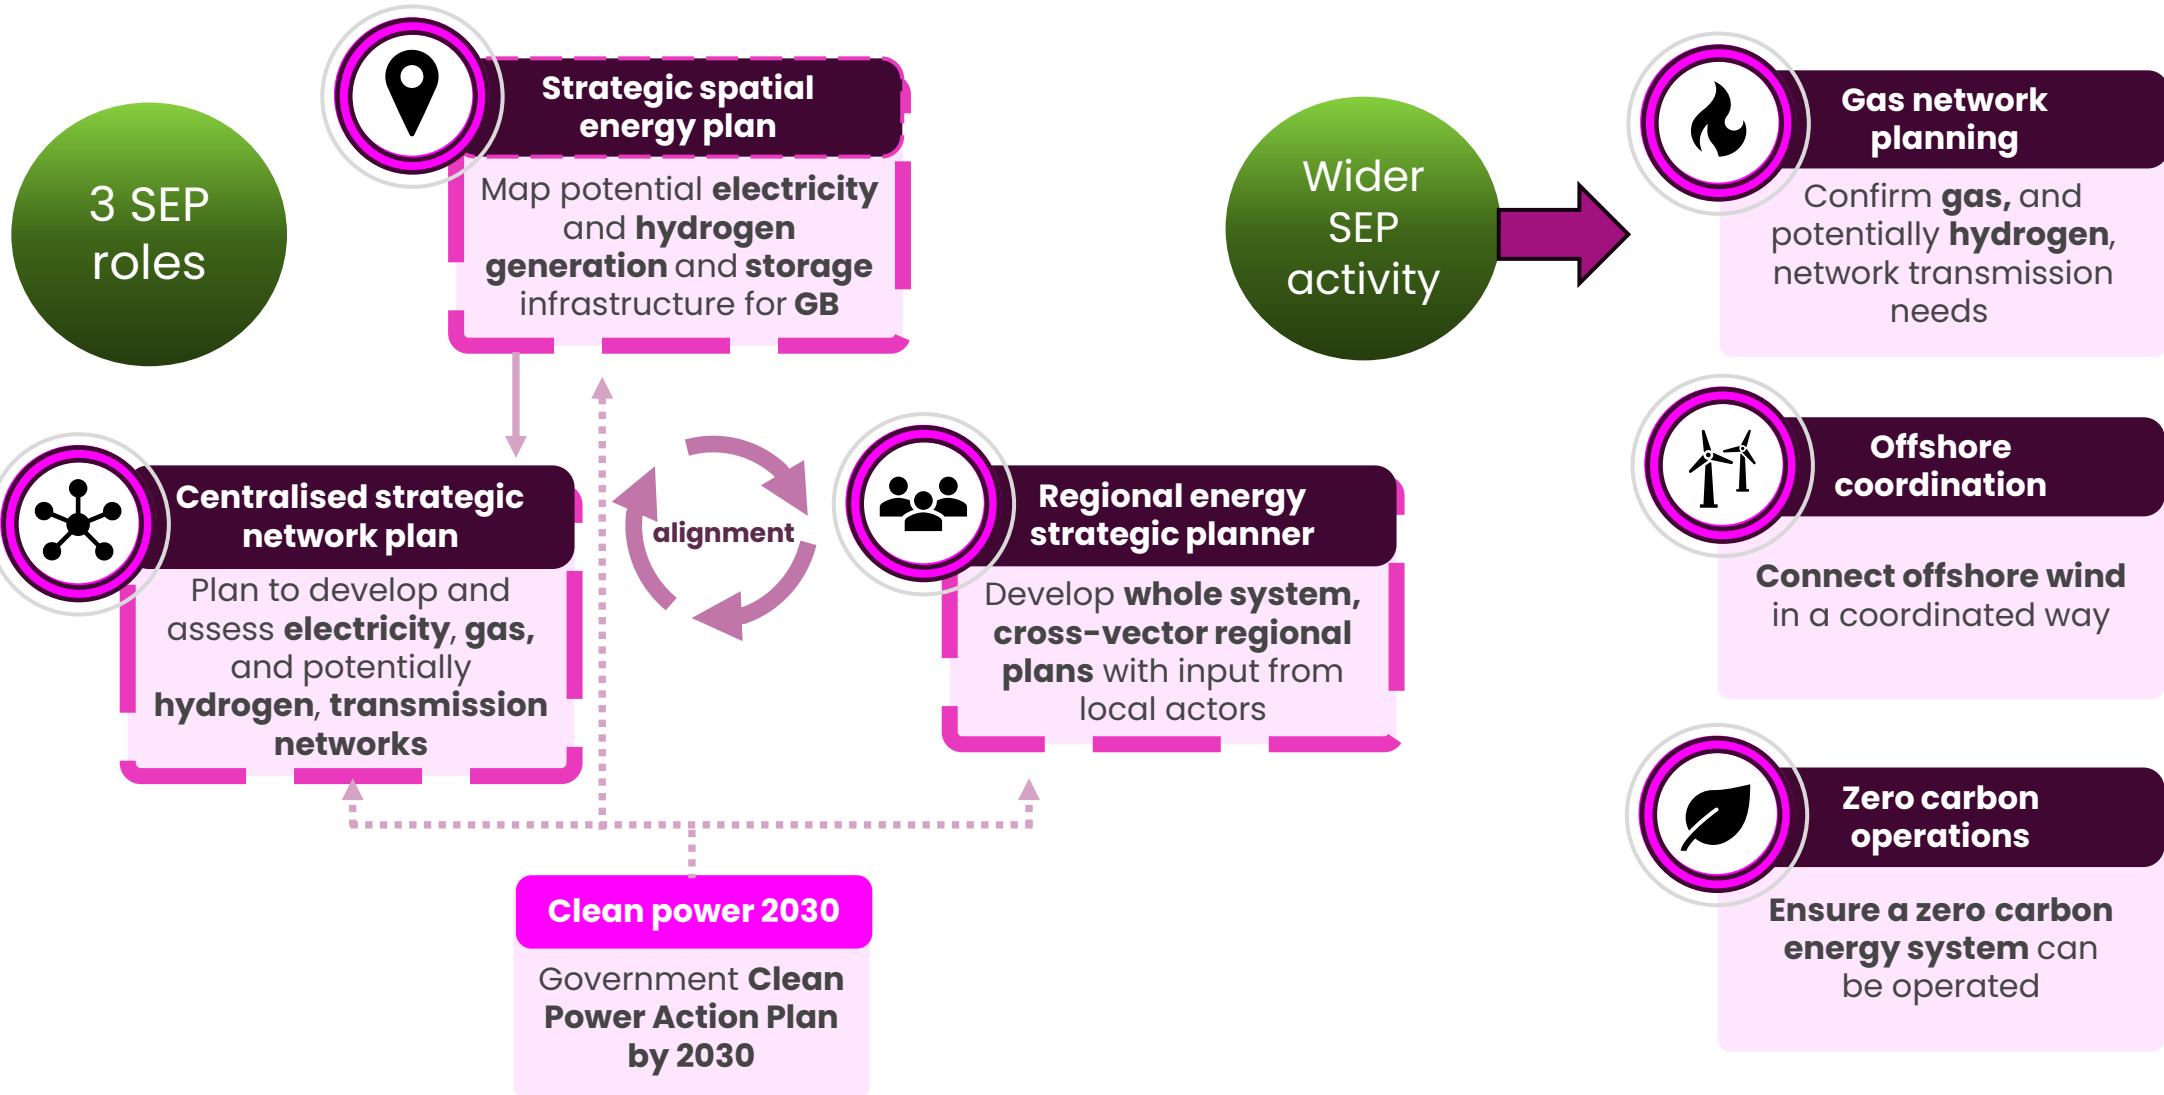 3 SEP
roles
Strategic spatial
energy plan
Map potential electricity
and hydrogen
generation and storage
infrastructure for GB
Centralised strategic
network plan
Plan to develop and
assess electricity, gas,
and potentially
hydrogen, transmission
networks
alignment
Regional energy
strategic planner
Develop whole system,
cross-vector regional
plans with input from
local actors
Clean power 2030
Government Clean
Power Action Plan
by 2030
Wider
SEP
activity
Gas network
planning
Confirm gas, and
potentially hydrogen,
network transmission
needs
Offshore
coordination
Connect offshore wind
in a coordinated way
Zero carbon
operations
Ensure a zero carbon
energy system can
be operated